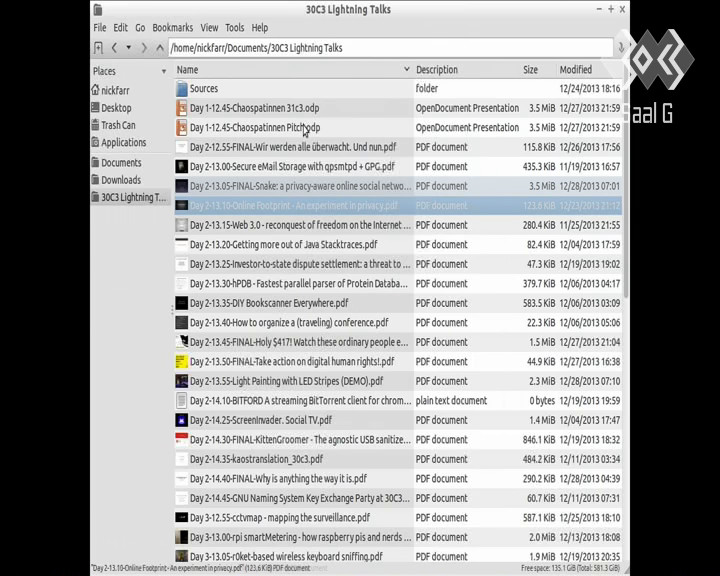 30C3 Lightning Talks
File Edit Go Bookmarks View Tools Help
/home/nickfarr/Documents/30C3 Lightning Talks
Places Name Description Size Modified
nickfarr
Desktop
Trash Can
Applications
Documents
Downloads
30C3 Lightning T...
Sources folder 12/24/2013 18:16
Day 1-12.45-Chaospatinnen 31c3.odp OpenDocument Presentation 3.5 MiB 12/27/2013 21:59
Day 1-12.45-Chaospatinnen Pitch.odp OpenDocument Presentation 3.5 MiB 12/27/2013 21:59
Day 2-12.55-FINAL-Wir werden alle überwacht. Und nun.pdf PDF document 115.8 KiB 12/26/2013 17:56
Day 2-13.00-Secure eMail Storage with qpsmtpd + GPG.pdf PDF document 435.3 KiB 11/19/2013 16:57
Day 2-13.05-FINAL-Snake: a privacy-aware online social netwo... PDF document 3.5 MiB 12/28/2013 07:01
Day 2-13.10-Online Footprint - An experiment in privacy.pdf PDF document 123.6 KiB 12/23/2013 21:12
Day 2-13.15-Web 3.0 - reconquest of freedom on the Internet ... PDF document 280.4 KiB 11/25/2013 21:55
Day 2-13.20-Getting more out of Java Stacktraces.pdf PDF document 82.4 KiB 12/04/2013 17:59
Day 2-13.25-Investor-to-state dispute settlement: a threat to ... PDF document 47.3 KiB 12/19/2013 19:02
Day 2-13.30-hPDB - Fastest parallel parser of Protein Databa... PDF document 379.7 KiB 12/06/2013 04:17
Day 2-13.35-DIY Bookscanner Everywhere.pdf PDF document 583.5 KiB 12/06/2013 03:09
Day 2-13.40-How to organize a (traveling) conference.pdf PDF document 22.3 KiB 12/06/2013 05:06
Day 2-13.45-FINAL-Holy $417! Watch these ordinary people e... PDF document 1.5 MiB 12/27/2013 21:04
Day 2-13.50-FINAL-Take action on digital human rights!.pdf PDF document 44.9 KiB 12/27/2013 16:38
Day 2-13.55-Light Painting with LED Stripes (DEMO).pdf PDF document 2.3 MiB 12/28/2013 07:10
Day 2-14.10-BITFORD A streaming BitTorrent client for chrom... plain text document 0 bytes 12/19/2013 19:59
Day 2-14.25-ScreenInvader. Social TV.pdf PDF document 1.4 MiB 12/04/2013 17:47
Day 2-14.30-FINAL-KittenGroomer - The agnostic USB sanitize... PDF document 846.1 KiB 12/19/2013 18:32
Day 2-14.35-kaostranslation_30c3.pdf PDF document 484.2 KiB 12/11/2013 03:34
Day 2-14.40-FINAL-Why is anything the way it is.pdf PDF document 290.2 KiB 12/28/2013 04:39
Day 2-14.45-GNU Naming System Key Exchange Party at 30C3... PDF document 60.7 KiB 12/11/2013 07:31
Day 3-12.55-cctvmap - mapping the surveillance.pdf PDF document 587.1 KiB 12/25/2013 18:10
Day 3-13.00-rpi smartMetering - how raspberry pis and nerds ... PDF document 2.0 MiB 12/13/2013 18:08
Day 3-13.05-r0ket-based wireless keyboard sniffing.pdf PDF document 1.9 MiB 12/19/2013 20:35
"Day 2-13.10-Online Footprint - An experiment in privacy.pdf" (123.6 KiB) PDF document Free space: 135.1 GiB (Total: 581.3 GiB)
aal G